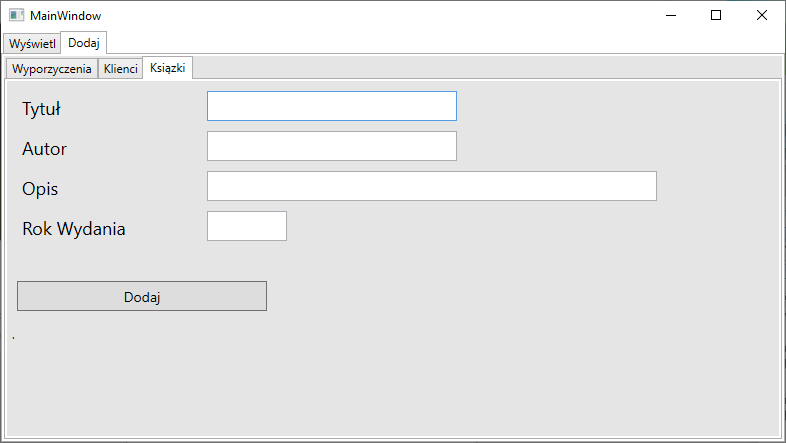 MainWindow
Wyświetl Dodaj
Wyporzyczenia Klienci Ksiązki
Tytuł
Autor
Opis
Rok Wydania
Dodaj
.